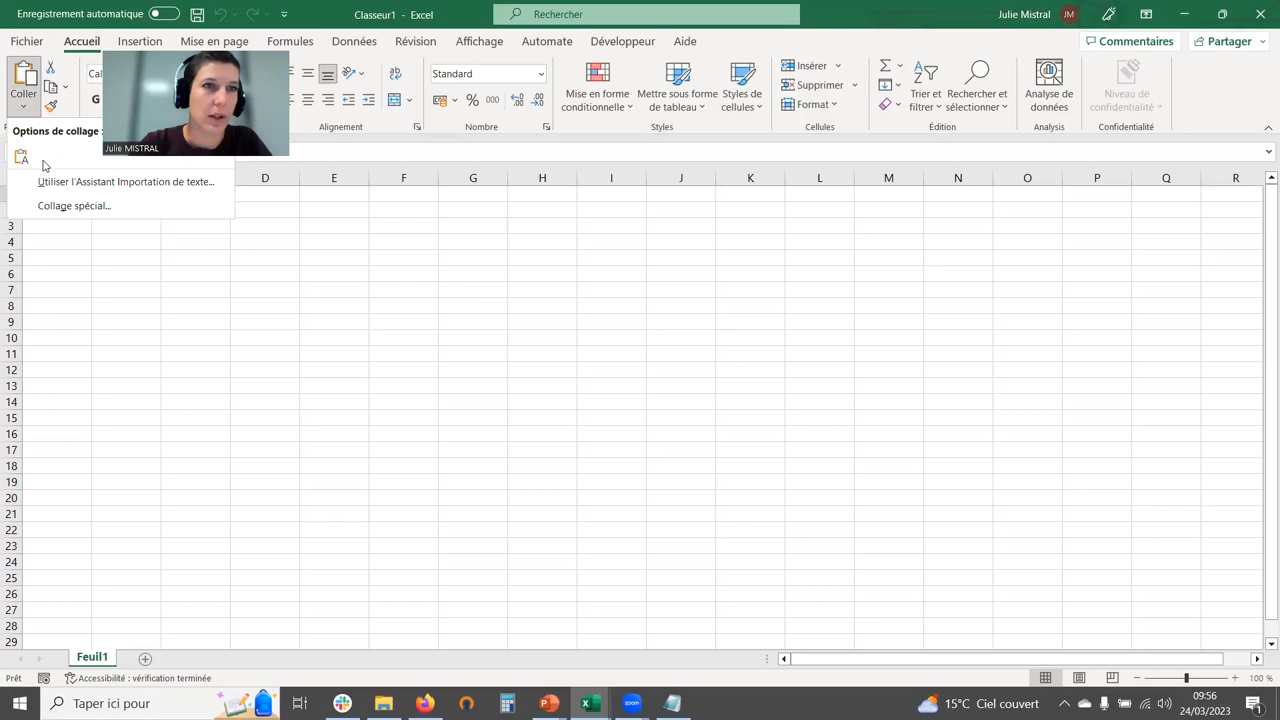 Enregistrement automatique Classeur1 - Excel Rechercher Julie Mistral JM
Fichier Accueil Insertion Mise en page Formules Données Révision Affichage Automate Développeur Aide Commentaires Partager
Coller Cal Standard Mise en forme conditionnelle Mettre sous forme de tableau Styles de cellules Insérer Supprimer Format Trier et filtrer Rechercher et sélectionner Analyse de données Niveau de confidentialité
G % 000
Alignement Nombre Styles Cellules Édition Analysis Confidentialité
Options de collage :
Julie MISTRAL
Utiliser l'Assistant Importation de texte...
Collage spécial...
D E F G H I J K L M N O P Q R
3
4
5
6
7
8
9
10
11
12
13
14
15
16
17
18
19
20
21
22
23
24
25
26
27
28
29
Feuil1
Prêt Accessibilité : vérification terminée 100 %
Taper ici pour 15°C Ciel couvert 09:56
24/03/2023